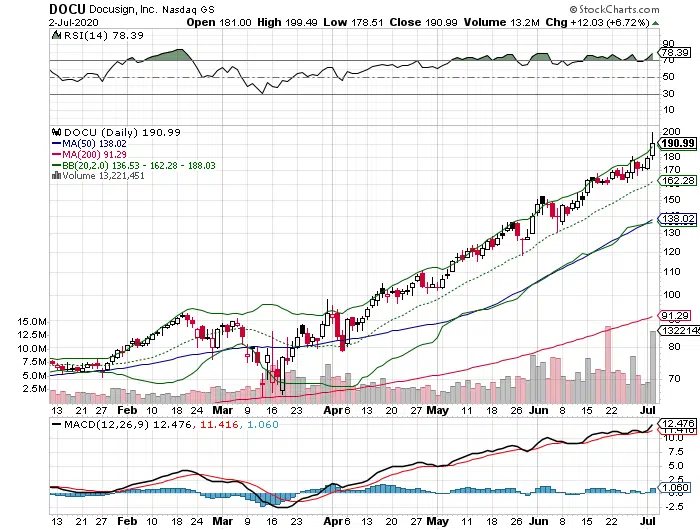 DOCU Docusign, Inc. Nasdaq GS © StockCharts.com
2-Jul-2020 Open 181.00 High 199.49 Low 178.51 Close 190.99 Volume 13.2M Chg +12.03 (+6.72%)
RSI(14) 78.39
90
78.39
70
50
30
10
DOCU (Daily) 190.99
MA(50) 138.02
MA(200) 91.29
BB(20,2.0) 136.53 - 162.28 - 188.03
Volume 13,221,451
200
190.99
180
170
162.28
150
138.02
130
120
110
100
91.29
80
70
15.0M
12.5M
10.0M
7.5M
5.0M
2.5M
1322145
13 21 27 Feb 10 18 24 Mar 9 16 23 Apr 6 13 20 27 May 11 18 26 Jun 8 15 22 Jul
MACD(12,26,9) 12.476, 11.416, 1.060
12.476
11.416
10.0
7.5
5.0
2.5
1.060
-2.5
13 21 27 Feb 10 18 24 Mar 9 16 23 Apr 6 13 20 27 May 11 18 26 Jun 8 15 22 Jul